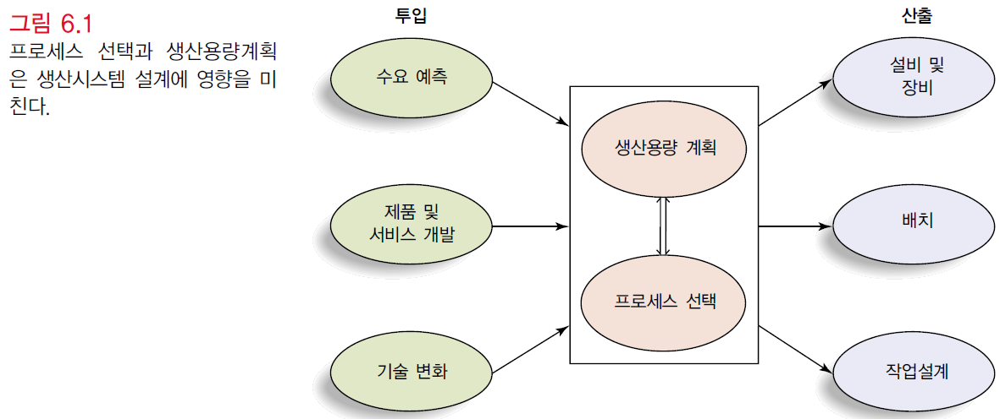 그림 6.1
프로세스 선택과 생산용량계획
은 생산시스템 설계에 영향을 미
친다.
투입
산출
수요 예측
제품 및
서비스 개발
기술 변화
생산용량 계획
프로세스 선택
설비 및
장비
배치
작업설계